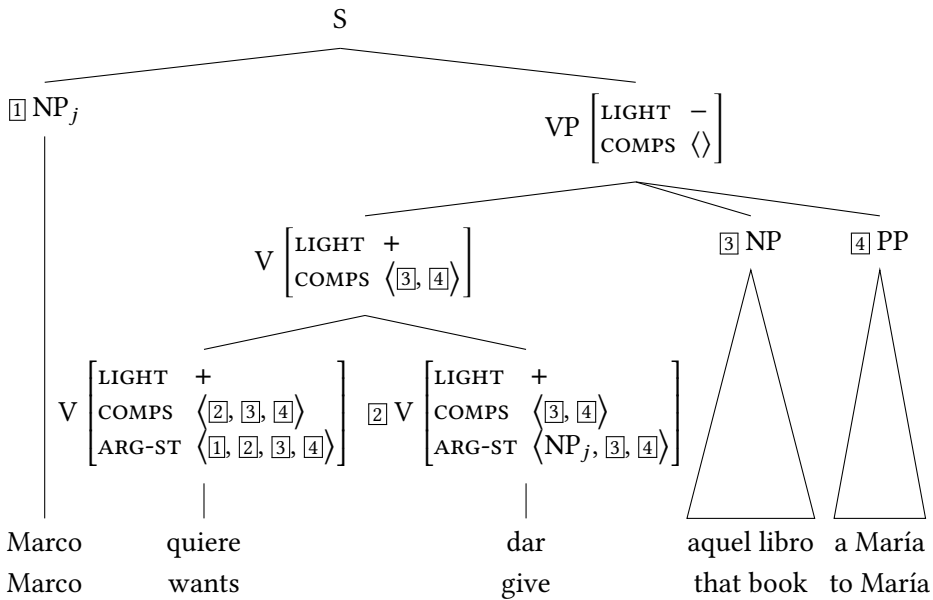 S
1 NP_j
VP [LIGHT −
COMPS ⟨⟩]
V [LIGHT +
COMPS ⟨3, 4⟩]
3 NP
4 PP
V [LIGHT +
COMPS ⟨2, 3, 4⟩
ARG-ST ⟨1, 2, 3, 4⟩]
2 V [LIGHT +
COMPS ⟨3, 4⟩
ARG-ST ⟨NP_j, 3, 4⟩]
Marco quiere dar aquel libro a María
Marco wants give that book to María